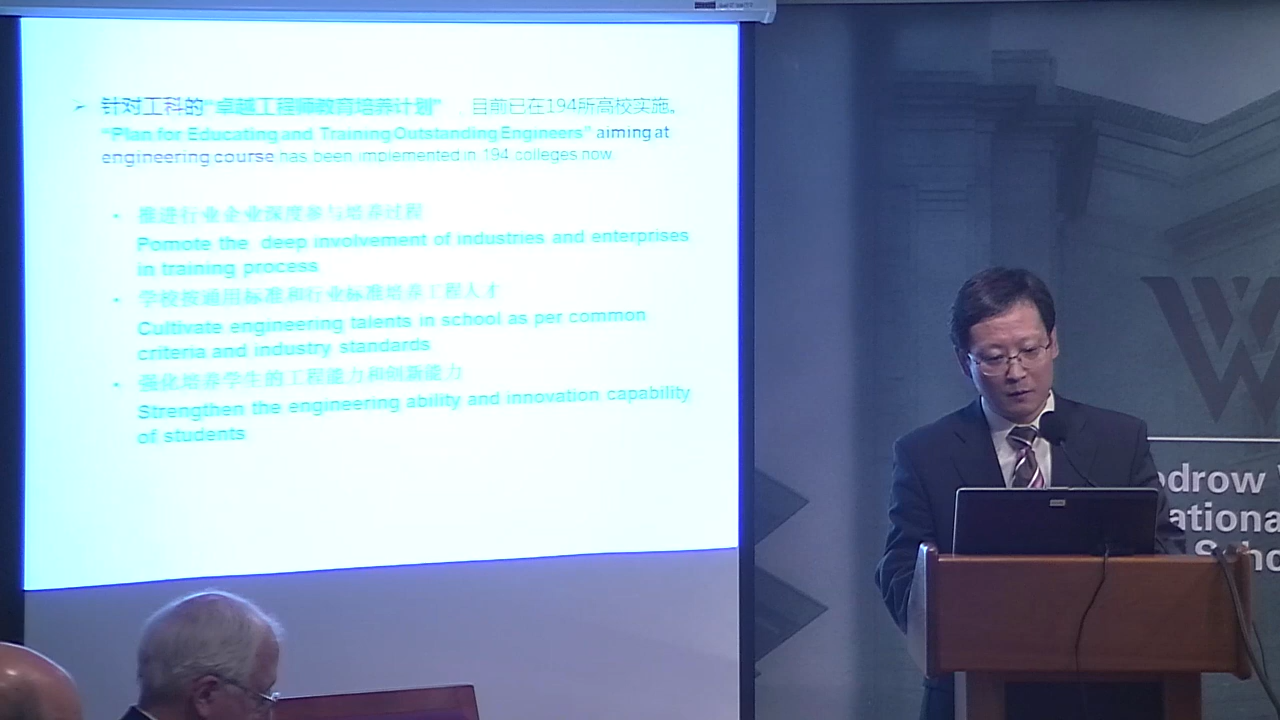 针对工科的“卓越工程师教育培养计划”，目前已在194所高校实施。
“Plan for Educating and Training Outstanding Engineers” aiming at
engineering course has been implemented in 194 colleges now
• 推进行业企业深度参与培养过程
Pomote the deep involvement of industries and enterprises
in training process
• 学校按通用标准和行业标准培养工程人才
Cultivate engineering talents in school as per common
criteria and industry standards
• 强化培养学生的工程能力和创新能力
Strengthen the engineering ability and innovation capability
of students
W
odrow
ationa
Scho